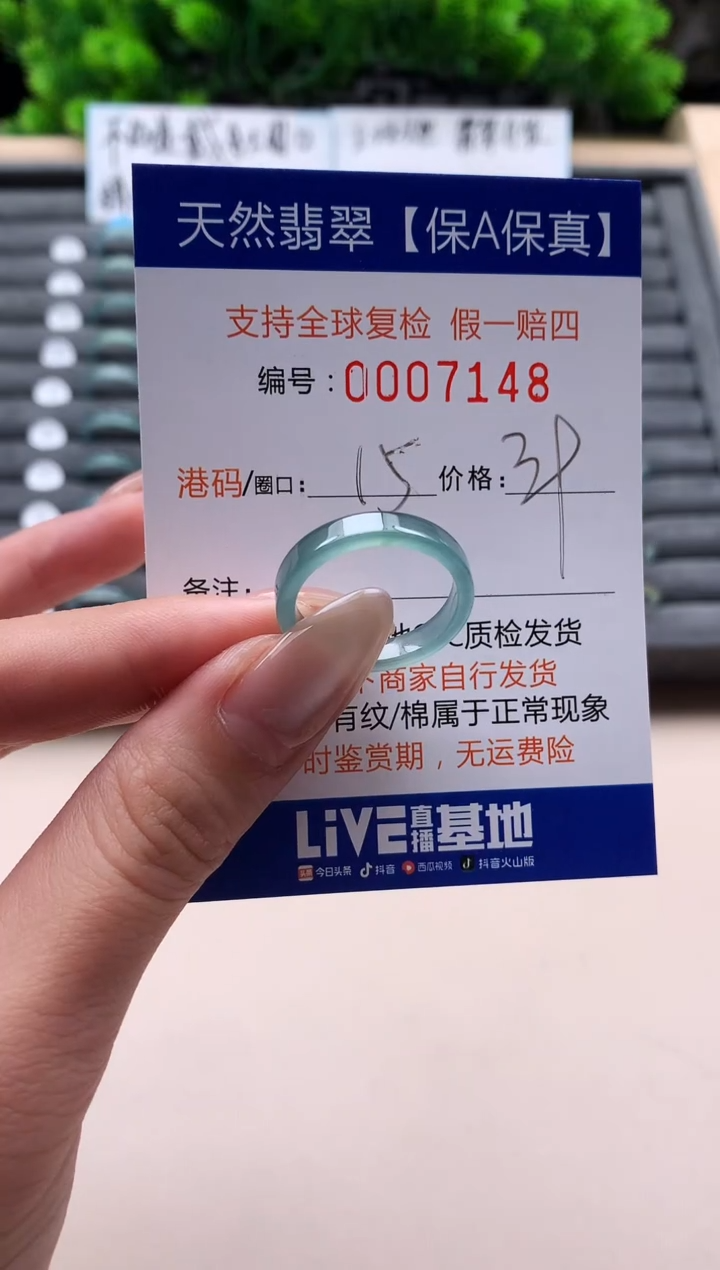 天然翡翠【保A保真】
支持全球复检 假一赔四
编号:0007148
港码/圈口: 15 价格:
备注:
质检发货
商家自行发货
有纹/棉属于正常现象
时鉴赏期,无运费险
LiVE直播基地
头条 今日头条 抖音 西瓜视频 抖音火山版